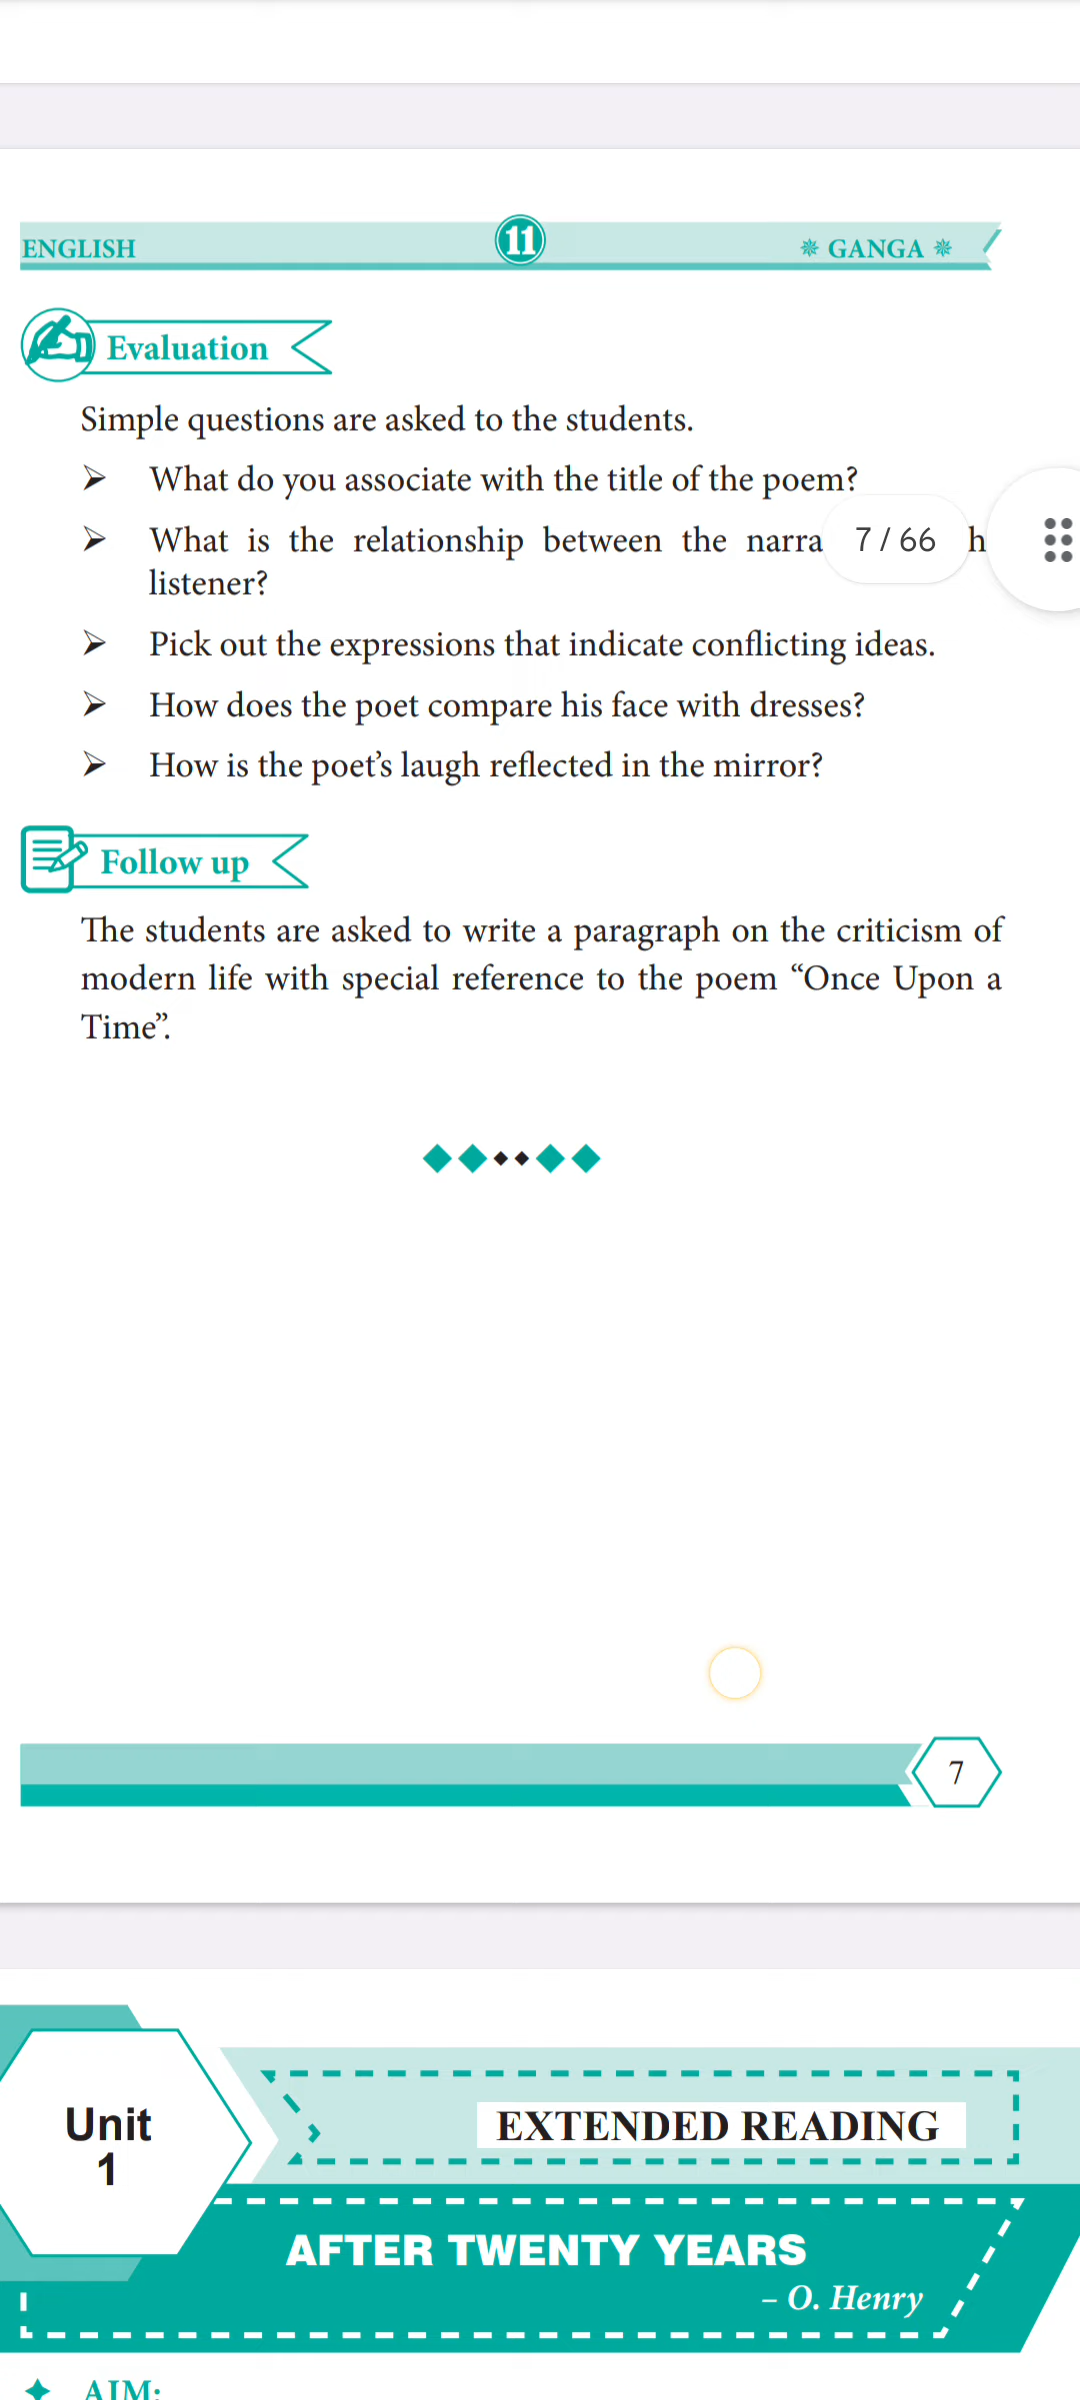 ENGLISH
11
GANGA
Evaluation
Simple questions are asked to the students.
➤ What do you associate with the title of the poem?
➤ What is the relationship between the
7 / 66
listener?
➤ Pick out the expressions that indicate conflicting ideas.
➤ How does the poet compare his face with dresses?
➤ How is the poet’s laugh reflected in the mirror?
Follow up
The students are asked to write a paragraph on the criticism of
modern life with special reference to the poem “Once Upon a
Time”.
7
Unit
1
EXTENDED READING
AFTER TWENTY YEARS
– O. Henry
AIM: